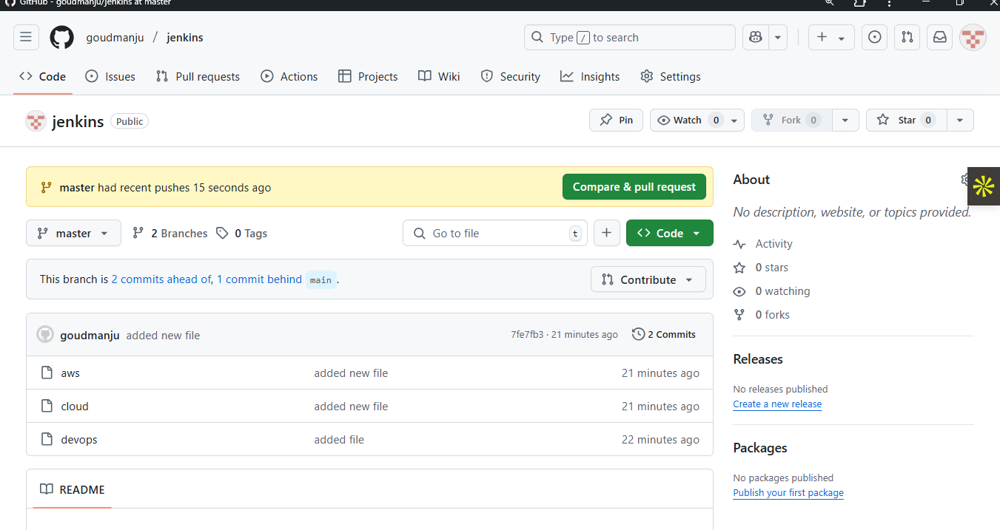 GitHub - goudmanju/jenkins at master
goudmanju / jenkins
Type / to search
Code Issues Pull requests Actions Projects Wiki Security Insights Settings
jenkins Public
Pin Watch 0 Fork 0 Star 0
master had recent pushes 15 seconds ago
Compare & pull request
master 2 Branches 0 Tags
Go to file t
Code
This branch is 2 commits ahead of, 1 commit behind main .
Contribute
goudmanju added new file 7fe7fb3 · 21 minutes ago 2 Commits
aws added new file 21 minutes ago
cloud added new file 21 minutes ago
devops added file 22 minutes ago
README
About
No description, website, or topics provided.
Activity
0 stars
0 watching
0 forks
Releases
No releases published
Create a new release
Packages
No packages published
Publish your first package